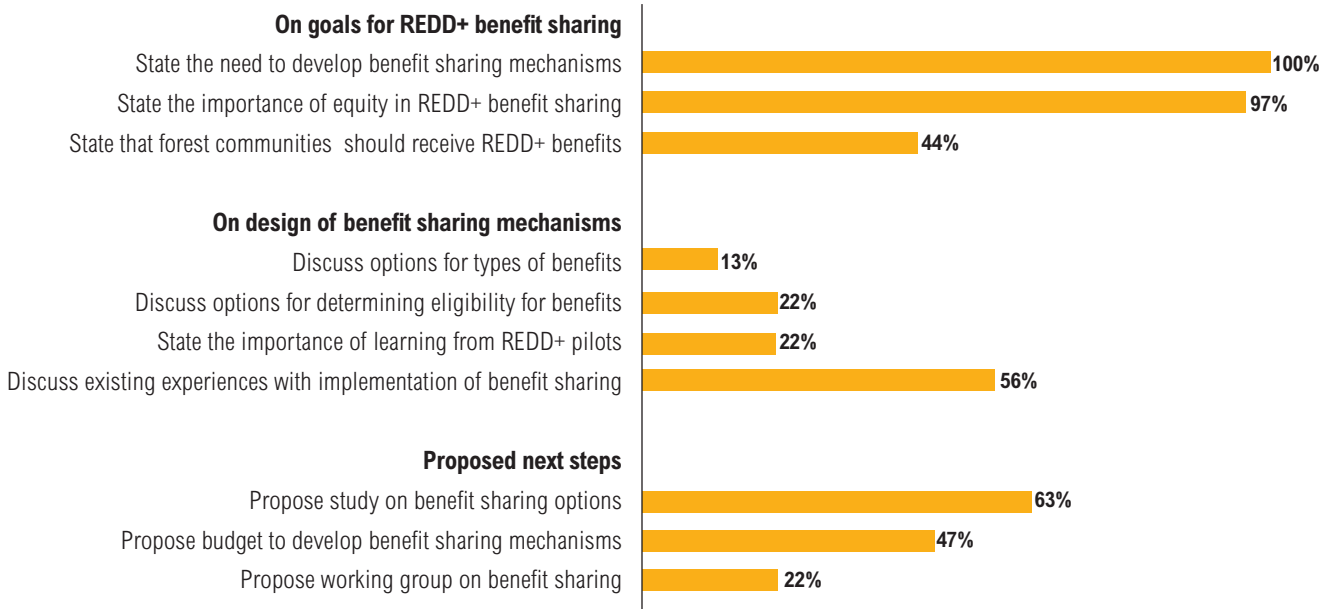 On goals for REDD+ benefit sharing
State the need to develop benefit sharing mechanisms 100%
State the importance of equity in REDD+ benefit sharing 97%
State that forest communities should receive REDD+ benefits 44%
On design of benefit sharing mechanisms
Discuss options for types of benefits 13%
Discuss options for determining eligibility for benefits 22%
State the importance of learning from REDD+ pilots 22%
Discuss existing experiences with implementation of benefit sharing 56%
Proposed next steps
Propose study on benefit sharing options 63%
Propose budget to develop benefit sharing mechanisms 47%
Propose working group on benefit sharing 22%